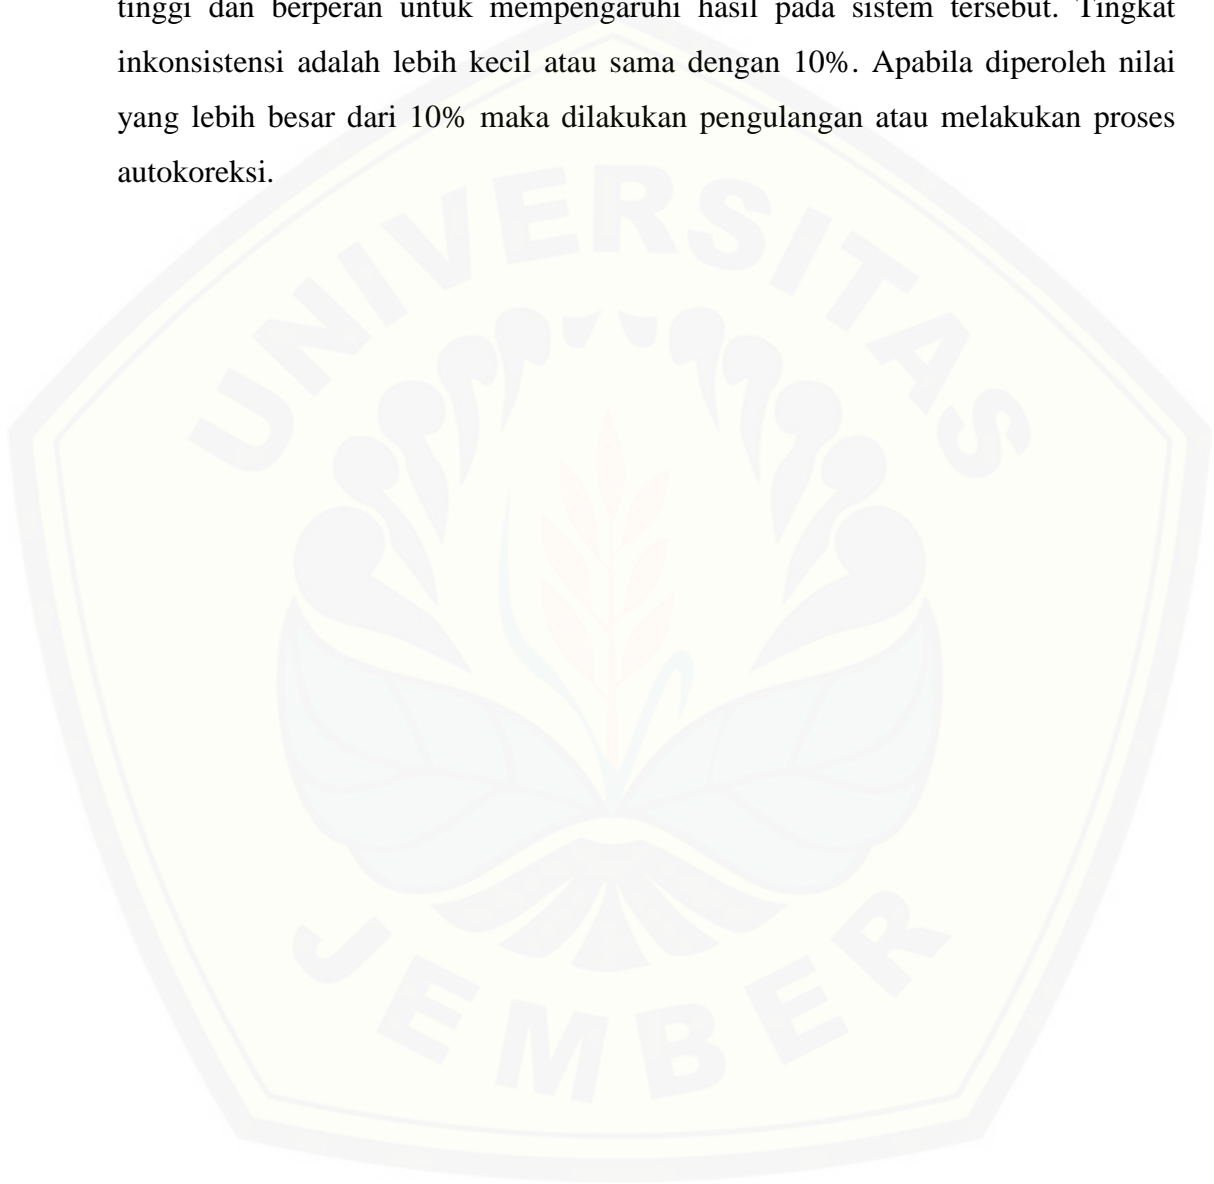 tinggi dan berperan untuk mempengaruhi hasil pada sistem tersebut. Tingkat
inkonsistensi adalah lebih kecil atau sama dengan 10%. Apabila diperoleh nilai
yang lebih besar dari 10% maka dilakukan pengulangan atau melakukan proses
autokoreksi.
UNIVERSITAS
JEMBER